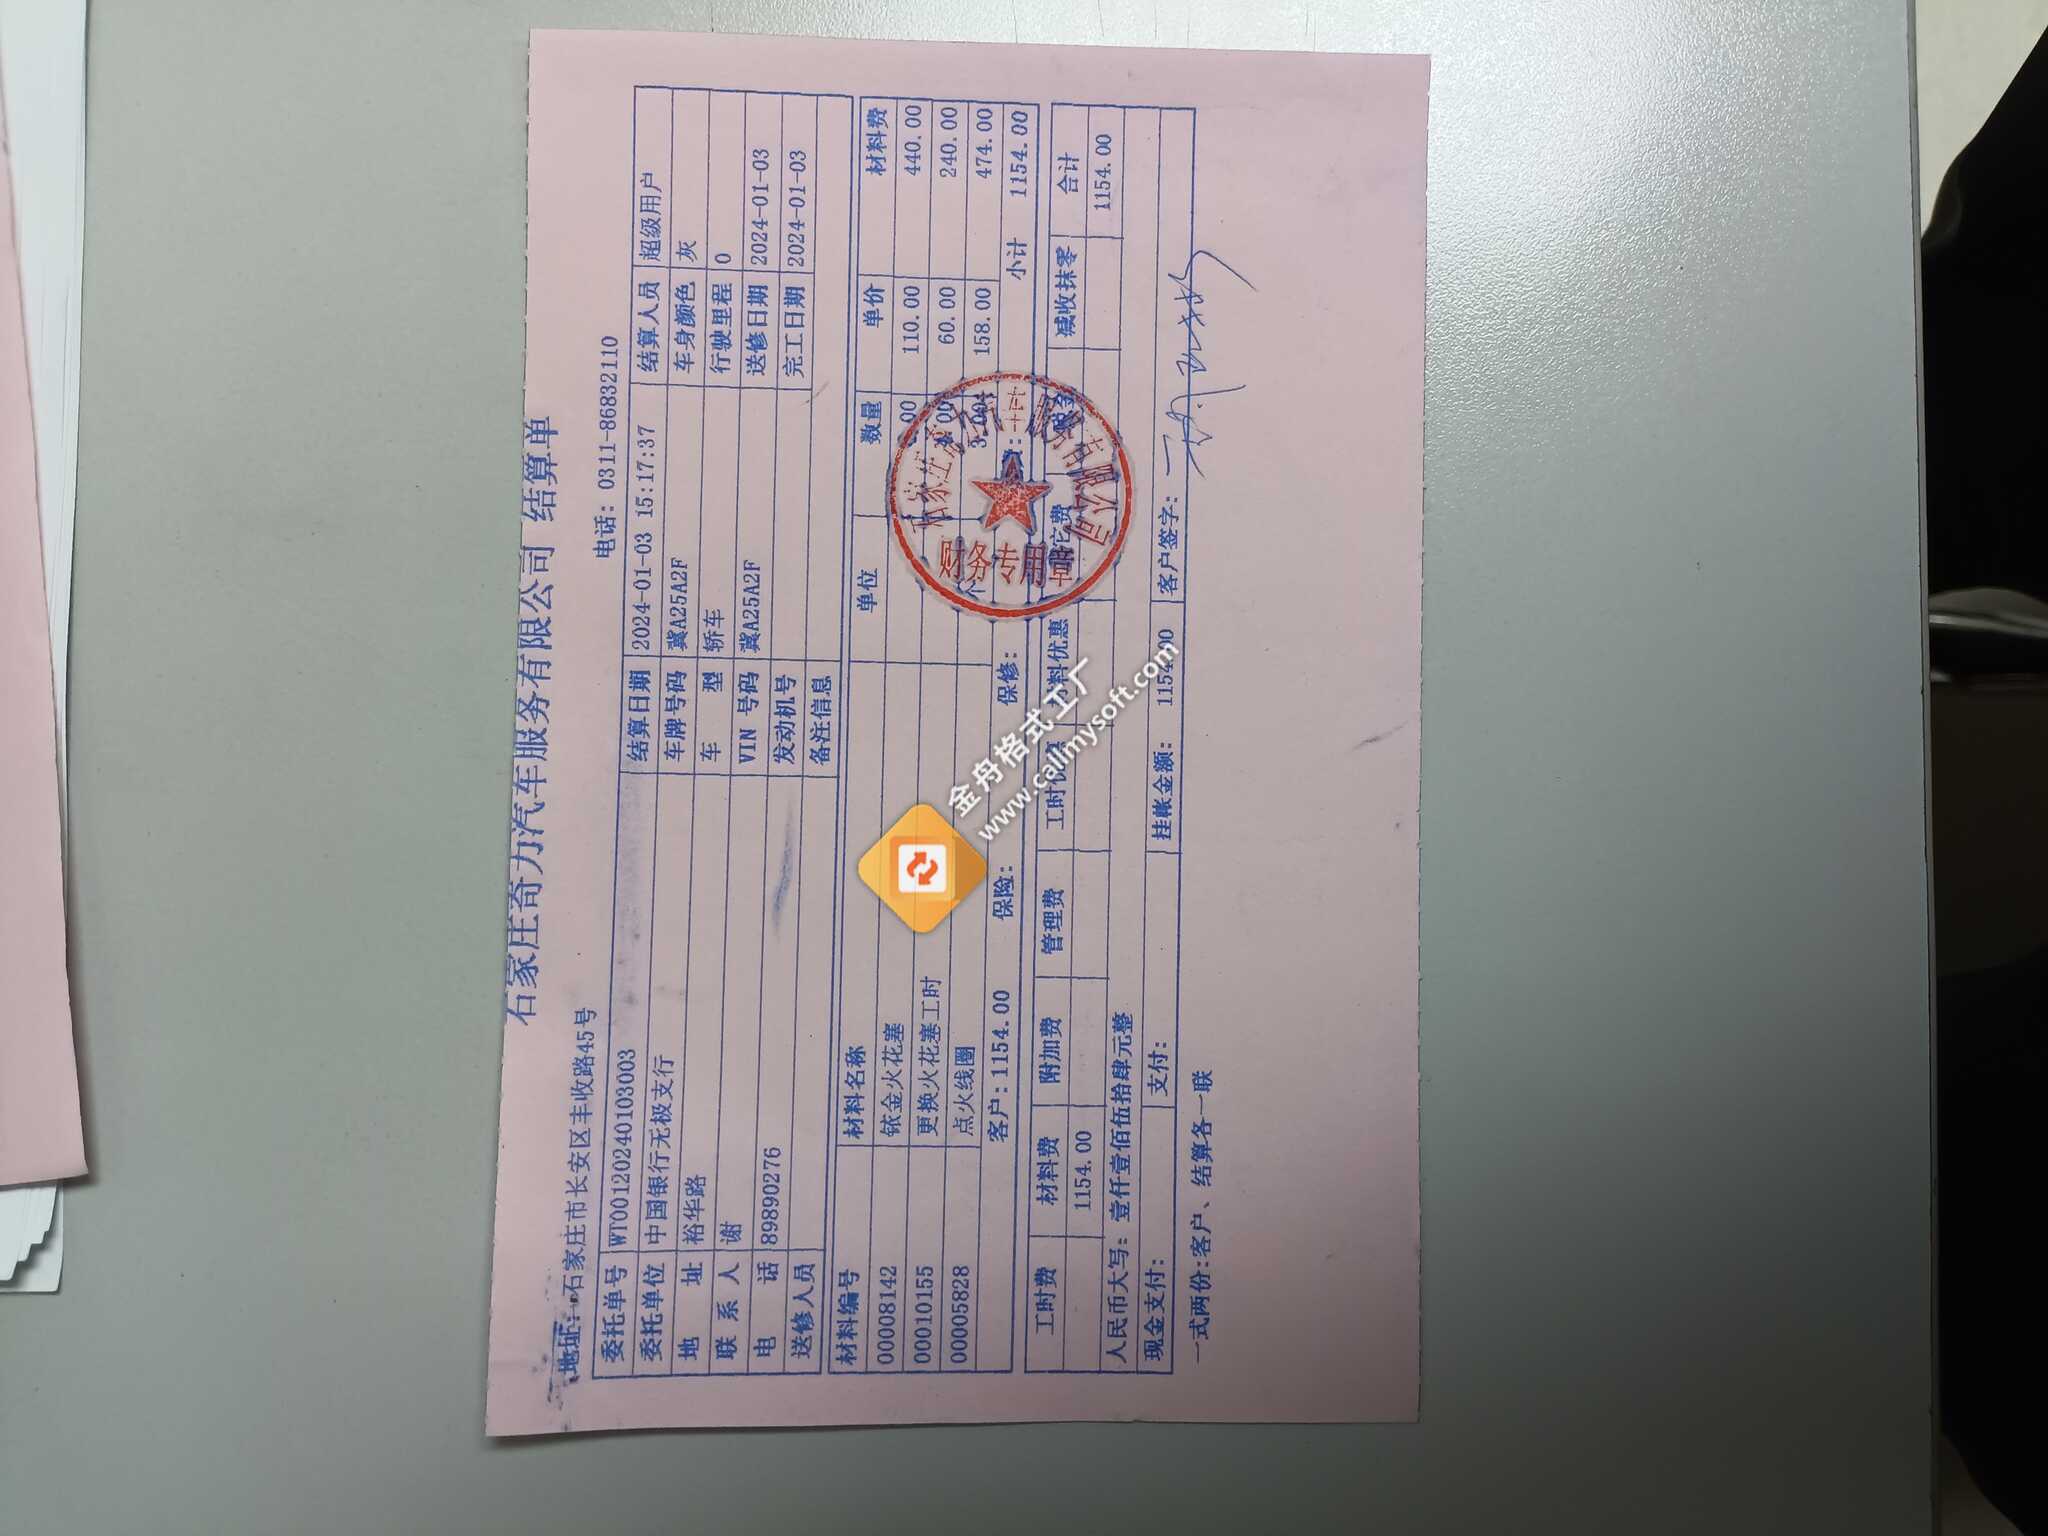 石家庄奇力汽车服务有限公司 结算单
地址:石家庄市长安区丰收路45号 电话: 0311-86832110
委托单号 WT00120240103003 结算日期 2024-01-03 15:17:37 结算人员 超级用户
委托单位 中国银行无极支行 车牌号码 冀A25A2F 车身颜色 灰
地 址 裕华路 车 型 轿车 行驶里程 0
联 系 人 谢 VIN 号码 冀A25A2F 送修日期 2024-01-03
电 话 89890276 发动机号 完工日期 2024-01-03
送修人员 备注信息
材料编号 材料名称 单位 数量 单价 材料费
00008142 铱金火花塞 .00 110.00 440.00
00010155 更换火花塞工时 .00 60.00 240.00
00005828 点火线圈 个 3.00 158.00 474.00
客户:1154.00 保险: 保修: 小计 1154.00
工时费 材料费 附加费 管理费 工时优惠 材料优惠 其它费 税金 减收抹零 合计
1154.00 1154.00
人民币大写: 壹仟壹佰伍拾肆元整
现金支付: 支付: 挂帐金额: 1154.00 客户签字:
一式两份:客户、结算各一联
财务专用章
金舟格式工厂
www.callmysoft.com